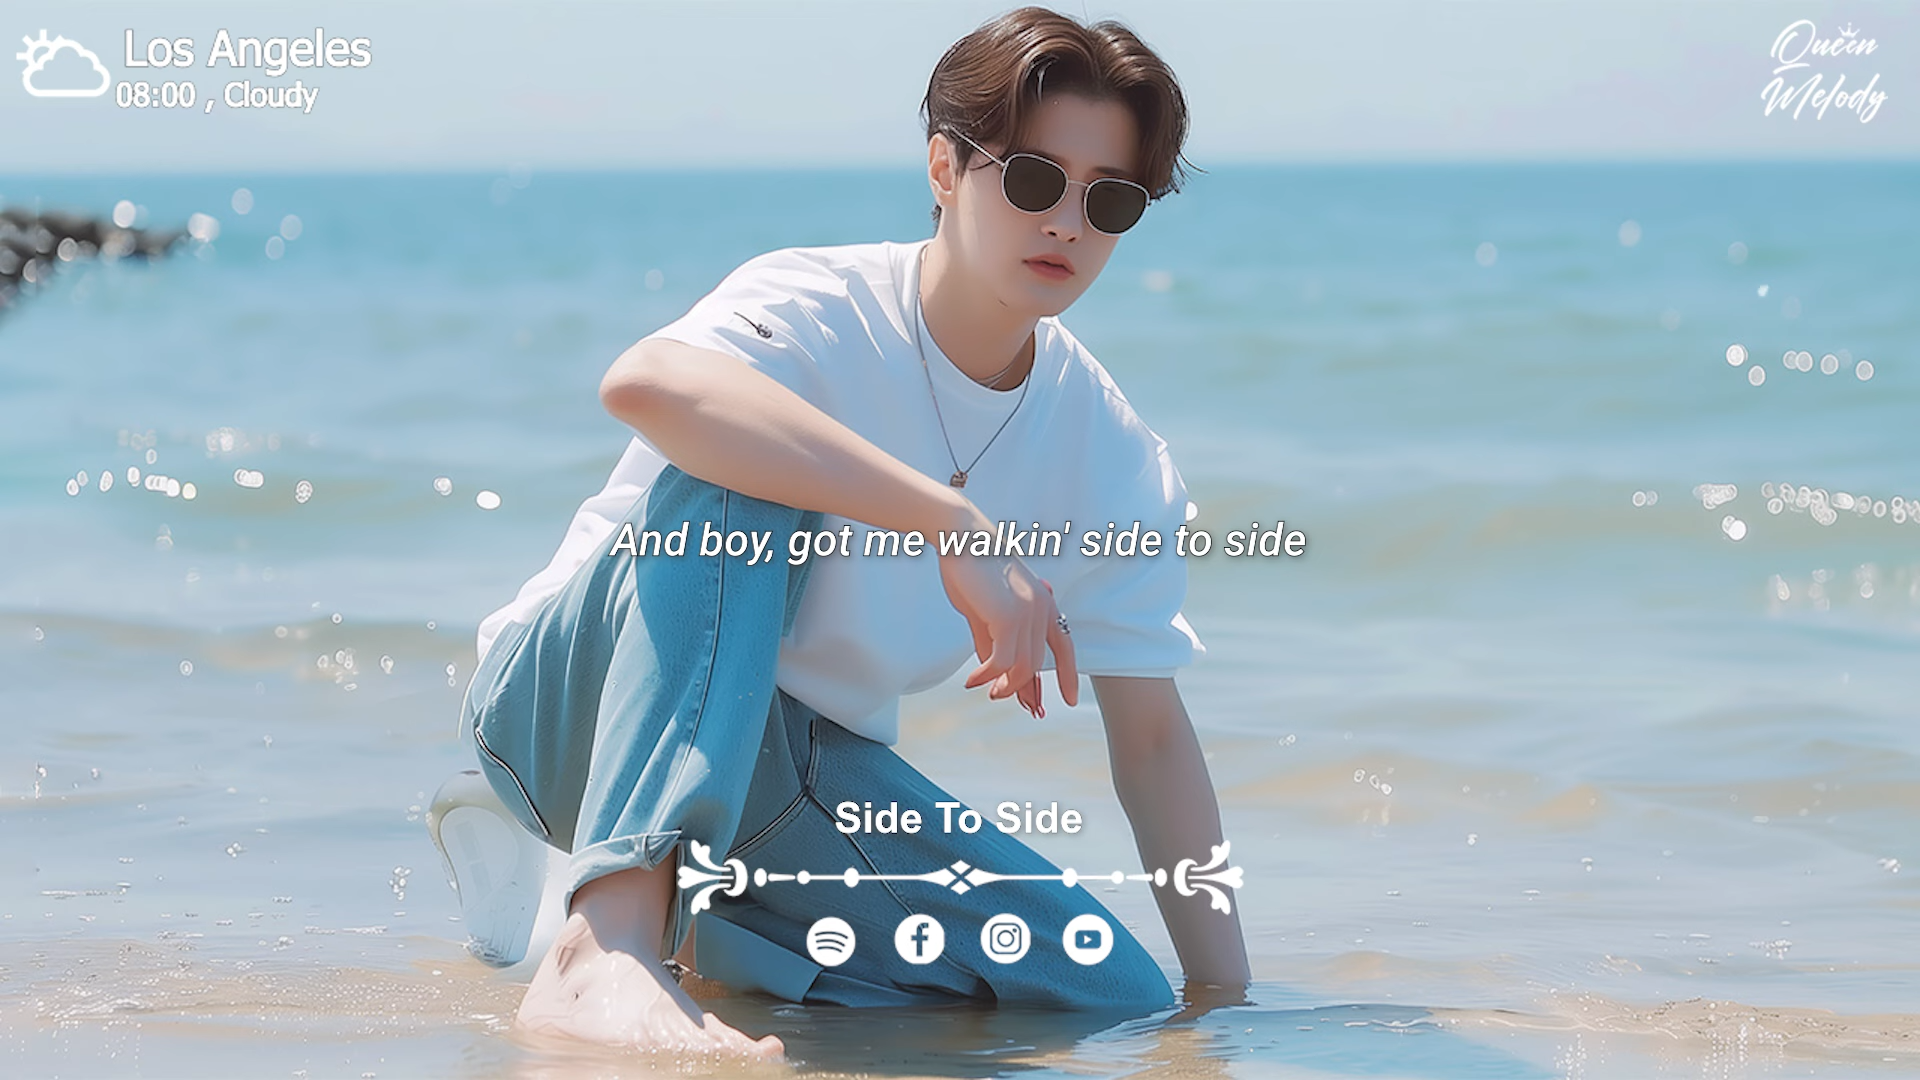 Los Angeles
08:00 , Cloudy
Queen
Melody
And boy, got me walkin' side to side
Side To Side